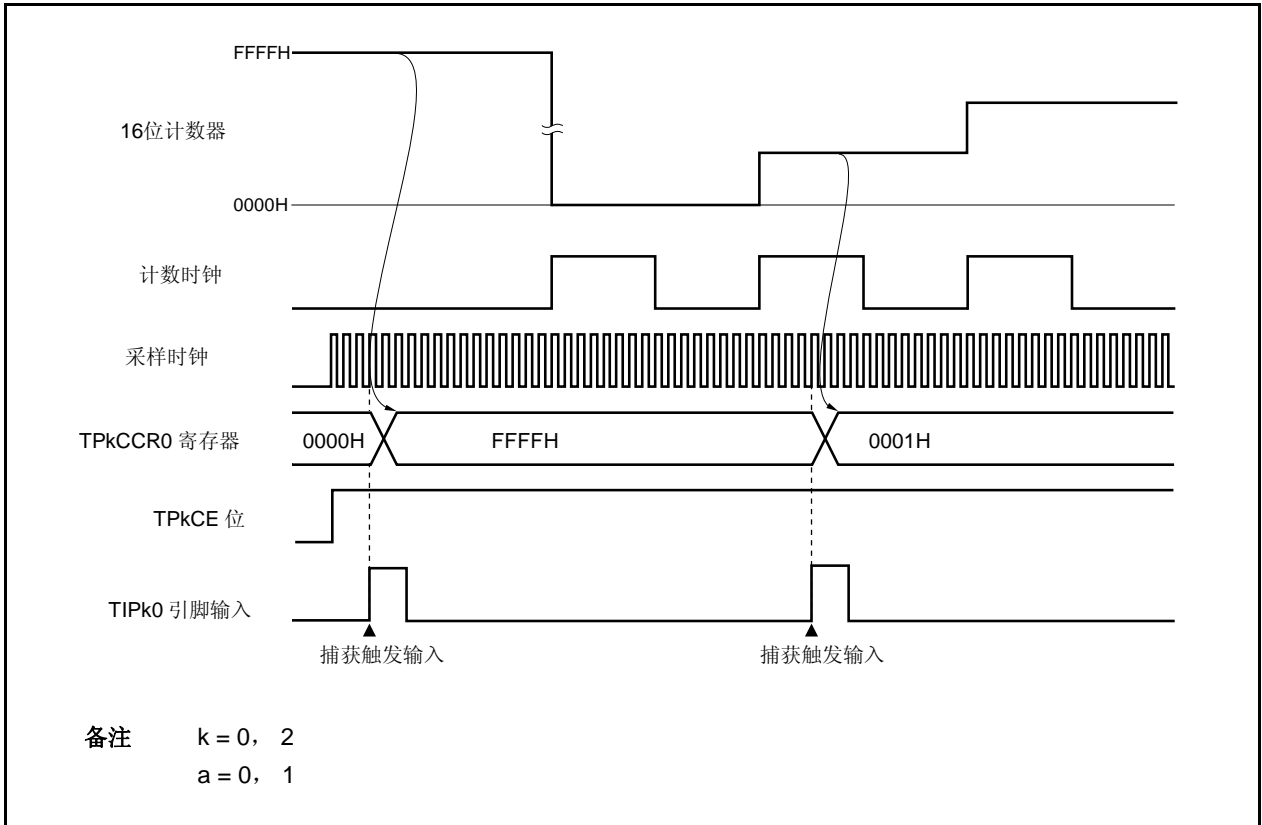 FFFFH
16位计数器
0000H
计数时钟
采样时钟
TPkCCR0 寄存器
0000H
FFFFH
0001H
TPkCE 位
TIPk0 引脚输入
捕获触发输入
捕获触发输入
备注 k = 0， 2
a = 0， 1